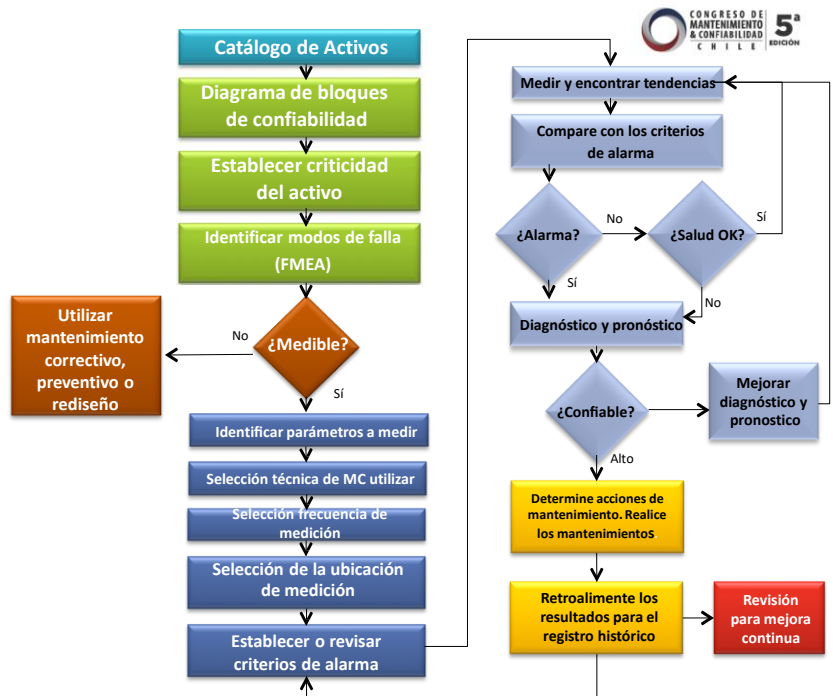 CONGRESO DE
MANTENIMIENTO
& CONFIABILIDAD
CHILE
5ª
EDICIÓN
Catálogo de Activos
Diagrama de bloques
de confiabilidad
Establecer criticidad
del activo
Identificar modos de falla
(FMEA)
¿Medible?
No
Utilizar
mantenimiento
correctivo,
preventivo o
rediseño
Sí
Identificar parámetros a medir
Selección técnica de MC utilizar
Selección frecuencia de
medición
Selección de la ubicación
de medición
Establecer o revisar
criterios de alarma
Medir y encontrar tendencias
Compare con los criterios
de alarma
¿Alarma?
No
¿Salud OK?
Sí
Sí
No
Diagnóstico y pronóstico
¿Confiable?
Mejorar
diagnóstico y
pronostico
Alto
Determine acciones de
mantenimiento. Realice
los mantenimientos
Retroalimente los
resultados para el
registro histórico
Revisión
para mejora
continua